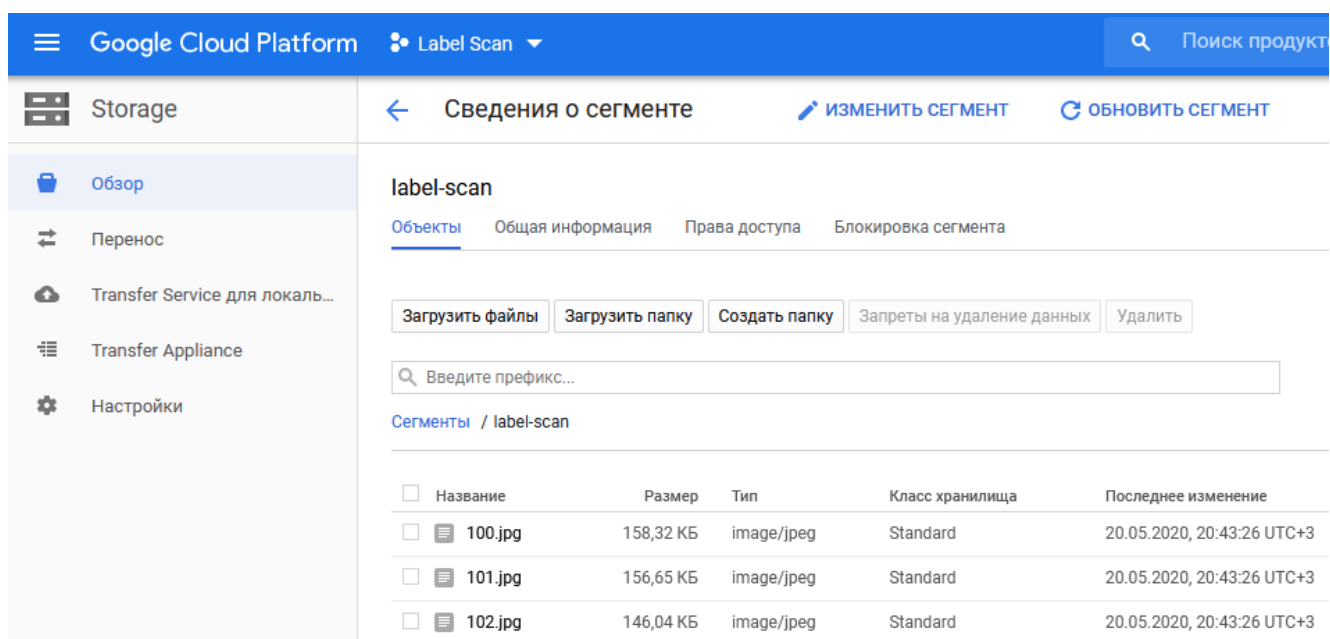 Google Cloud Platform Label Scan Поиск продукт
Storage
Сведения о сегменте ИЗМЕНИТЬ СЕГМЕНТ ОБНОВИТЬ СЕГМЕНТ
Обзор
Перенос
Transfer Service для локаль...
Transfer Appliance
Настройки
label-scan
Объекты Общая информация Права доступа Блокировка сегмента
Загрузить файлы Загрузить папку Создать папку Запреты на удаление данных Удалить
Введите префикс...
Сегменты / label-scan
Название Размер Тип Класс хранилища Последнее изменение
100.jpg 158,32 КБ image/jpeg Standard 20.05.2020, 20:43:26 UTC+3
101.jpg 156,65 КБ image/jpeg Standard 20.05.2020, 20:43:26 UTC+3
102.jpg 146,04 КБ image/jpeg Standard 20.05.2020, 20:43:26 UTC+3